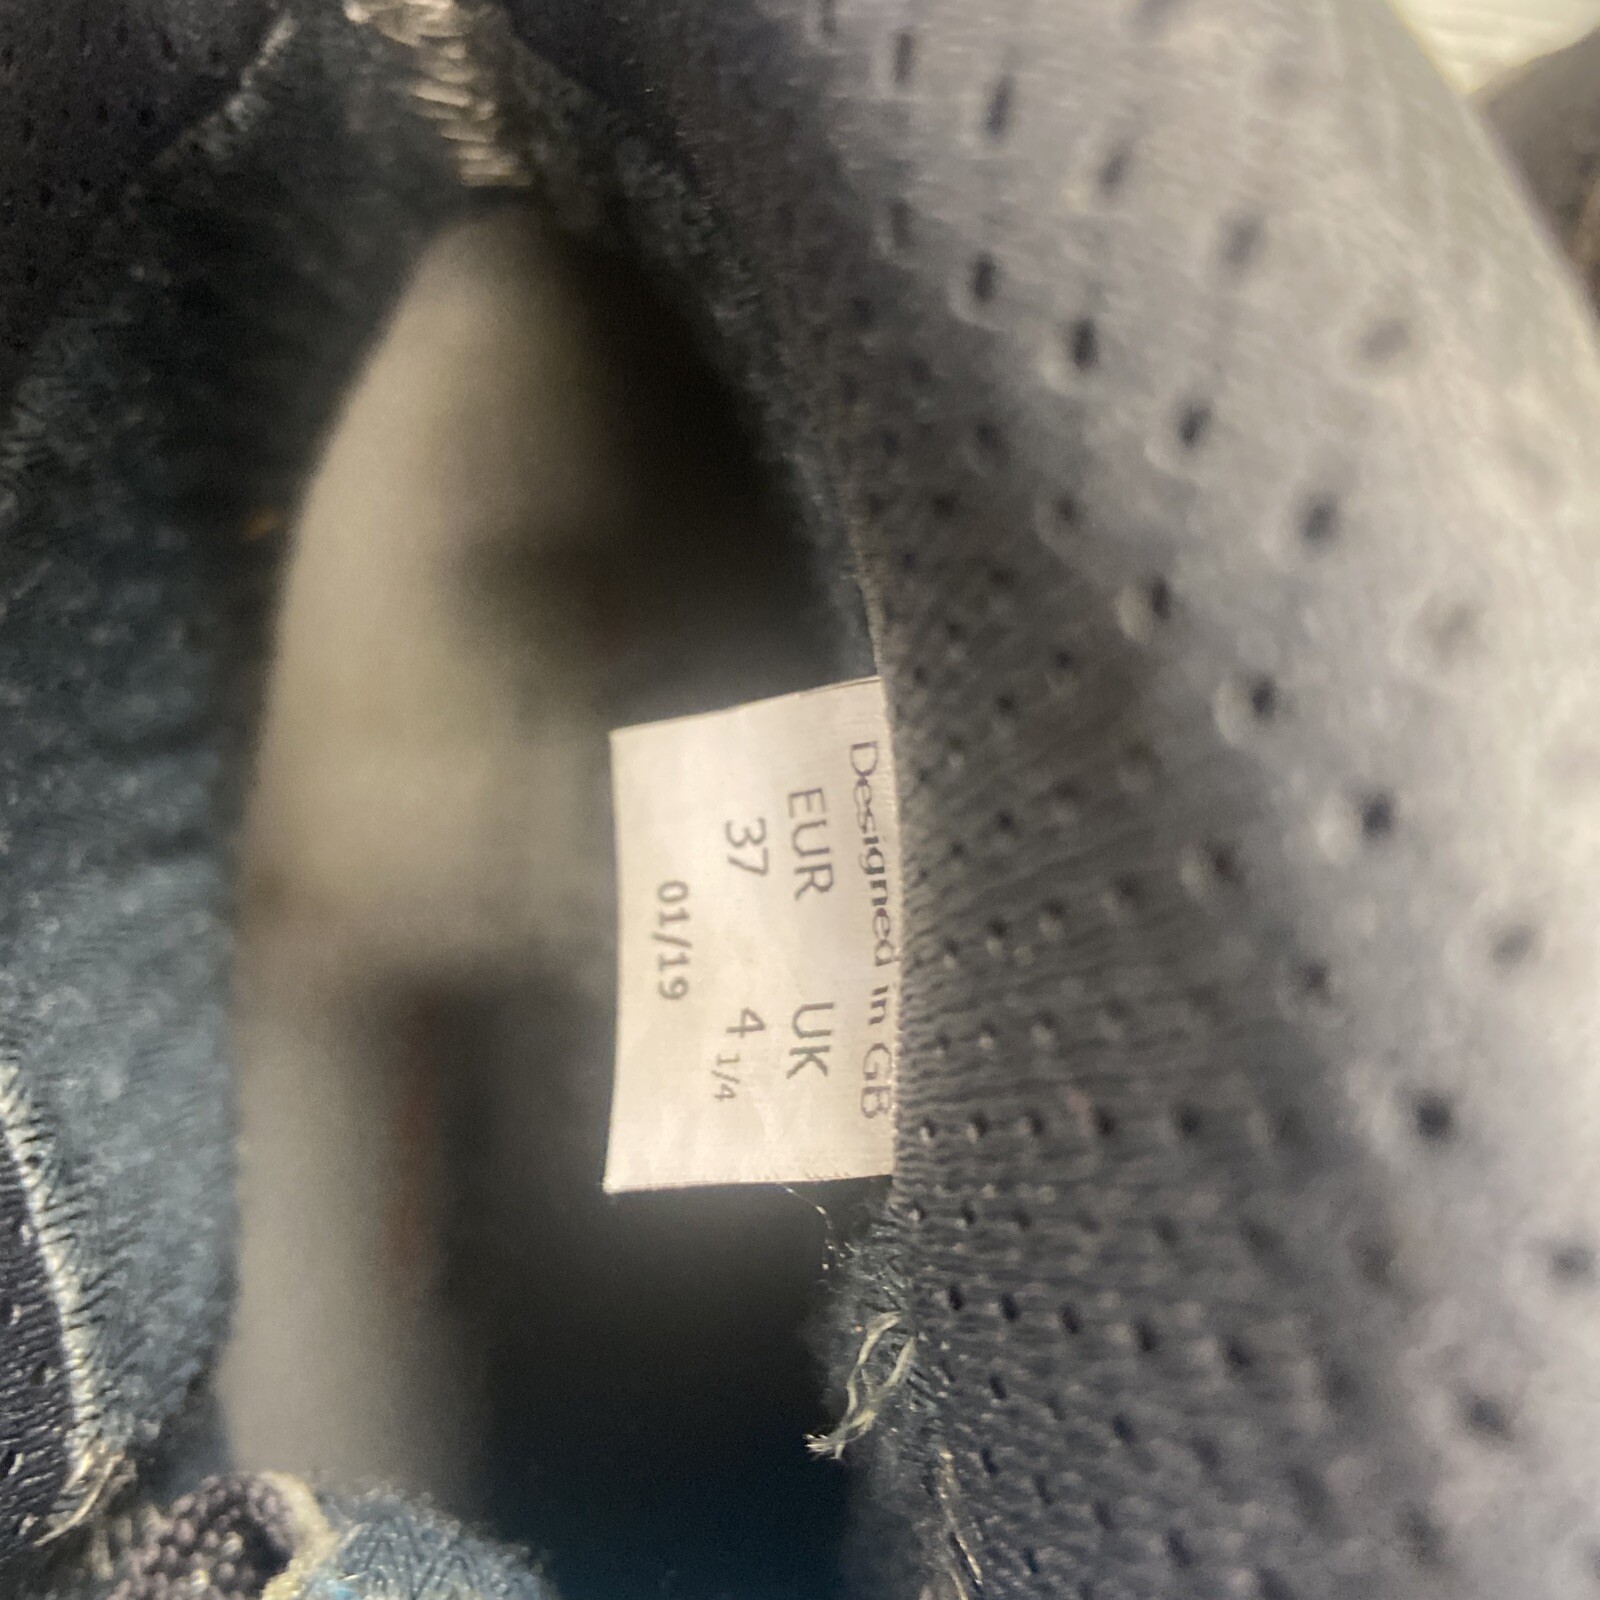 Designed in GB
EUR UK
37 4 1/4
01/19